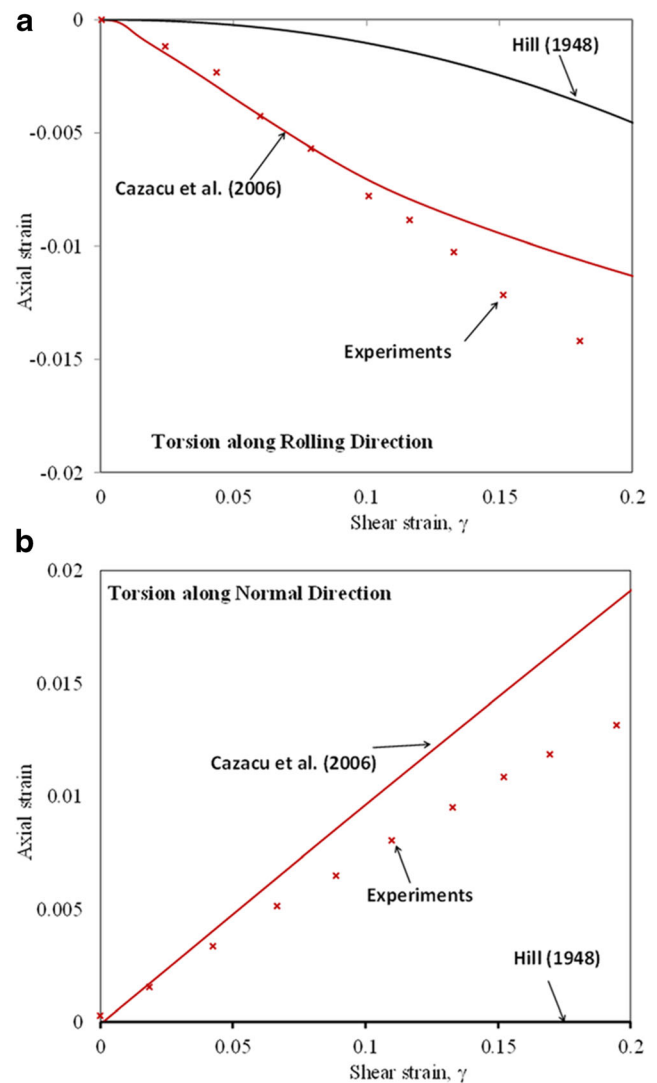 a
0
-0.005
-0.01
-0.015
-0.02
Axial strain
Hill (1948)
Cazacu et al. (2006)
Experiments
Torsion along Rolling Direction
0 0.05 0.1 0.15 0.2
Shear strain, γ
b
0.02
0.015
0.01
0.005
0
Axial strain
Torsion along Normal Direction
Cazacu et al. (2006)
Experiments
Hill (1948)
0 0.05 0.1 0.15 0.2
Shear strain, γ